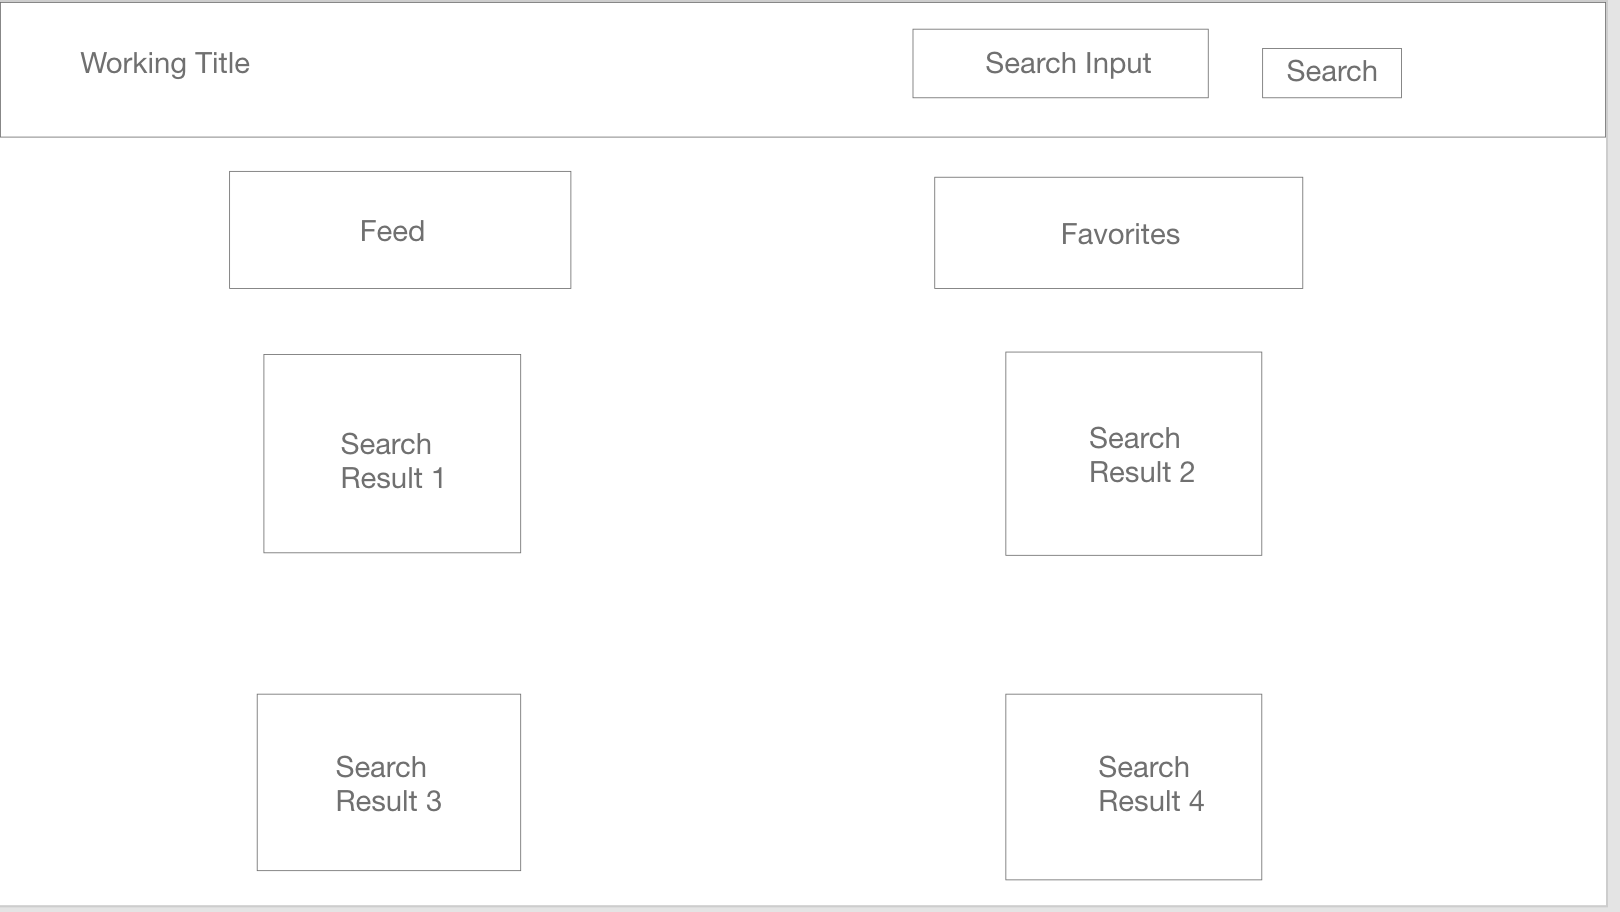 Working Title
Search Input
Search
Feed
Favorites
Search
Result 1
Search
Result 2
Search
Result 3
Search
Result 4